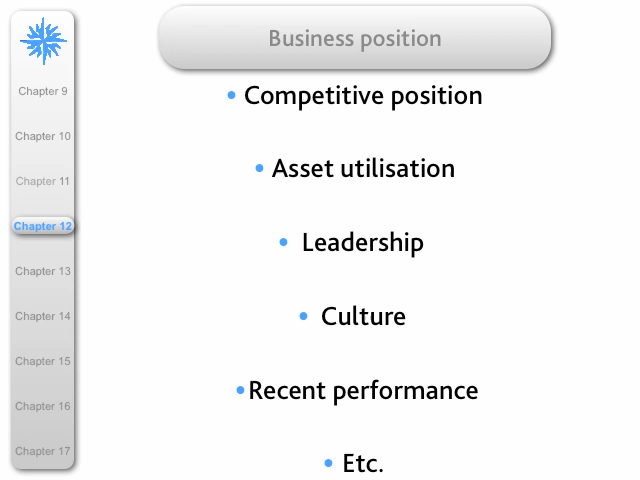 Business position
Chapter 9
Chapter 10
Chapter 11
Chapter 12
Chapter 13
Chapter 14
Chapter 15
Chapter 16
Chapter 17
• Competitive position
• Asset utilisation
• Leadership
• Culture
• Recent performance
• Etc.